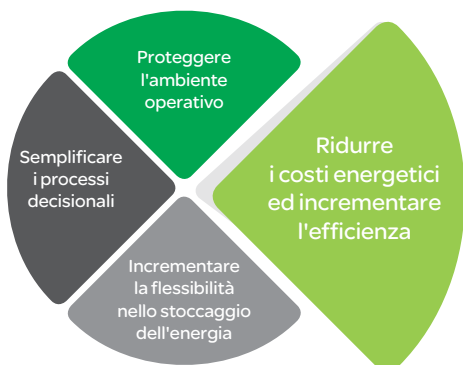 Proteggere
l'ambiente
operativo
Semplificare
i processi
decisionali
Ridurre
i costi energetici
ed incrementare
l'efficienza
Incrementare
la flessibilità
nello stoccaggio
dell'energia